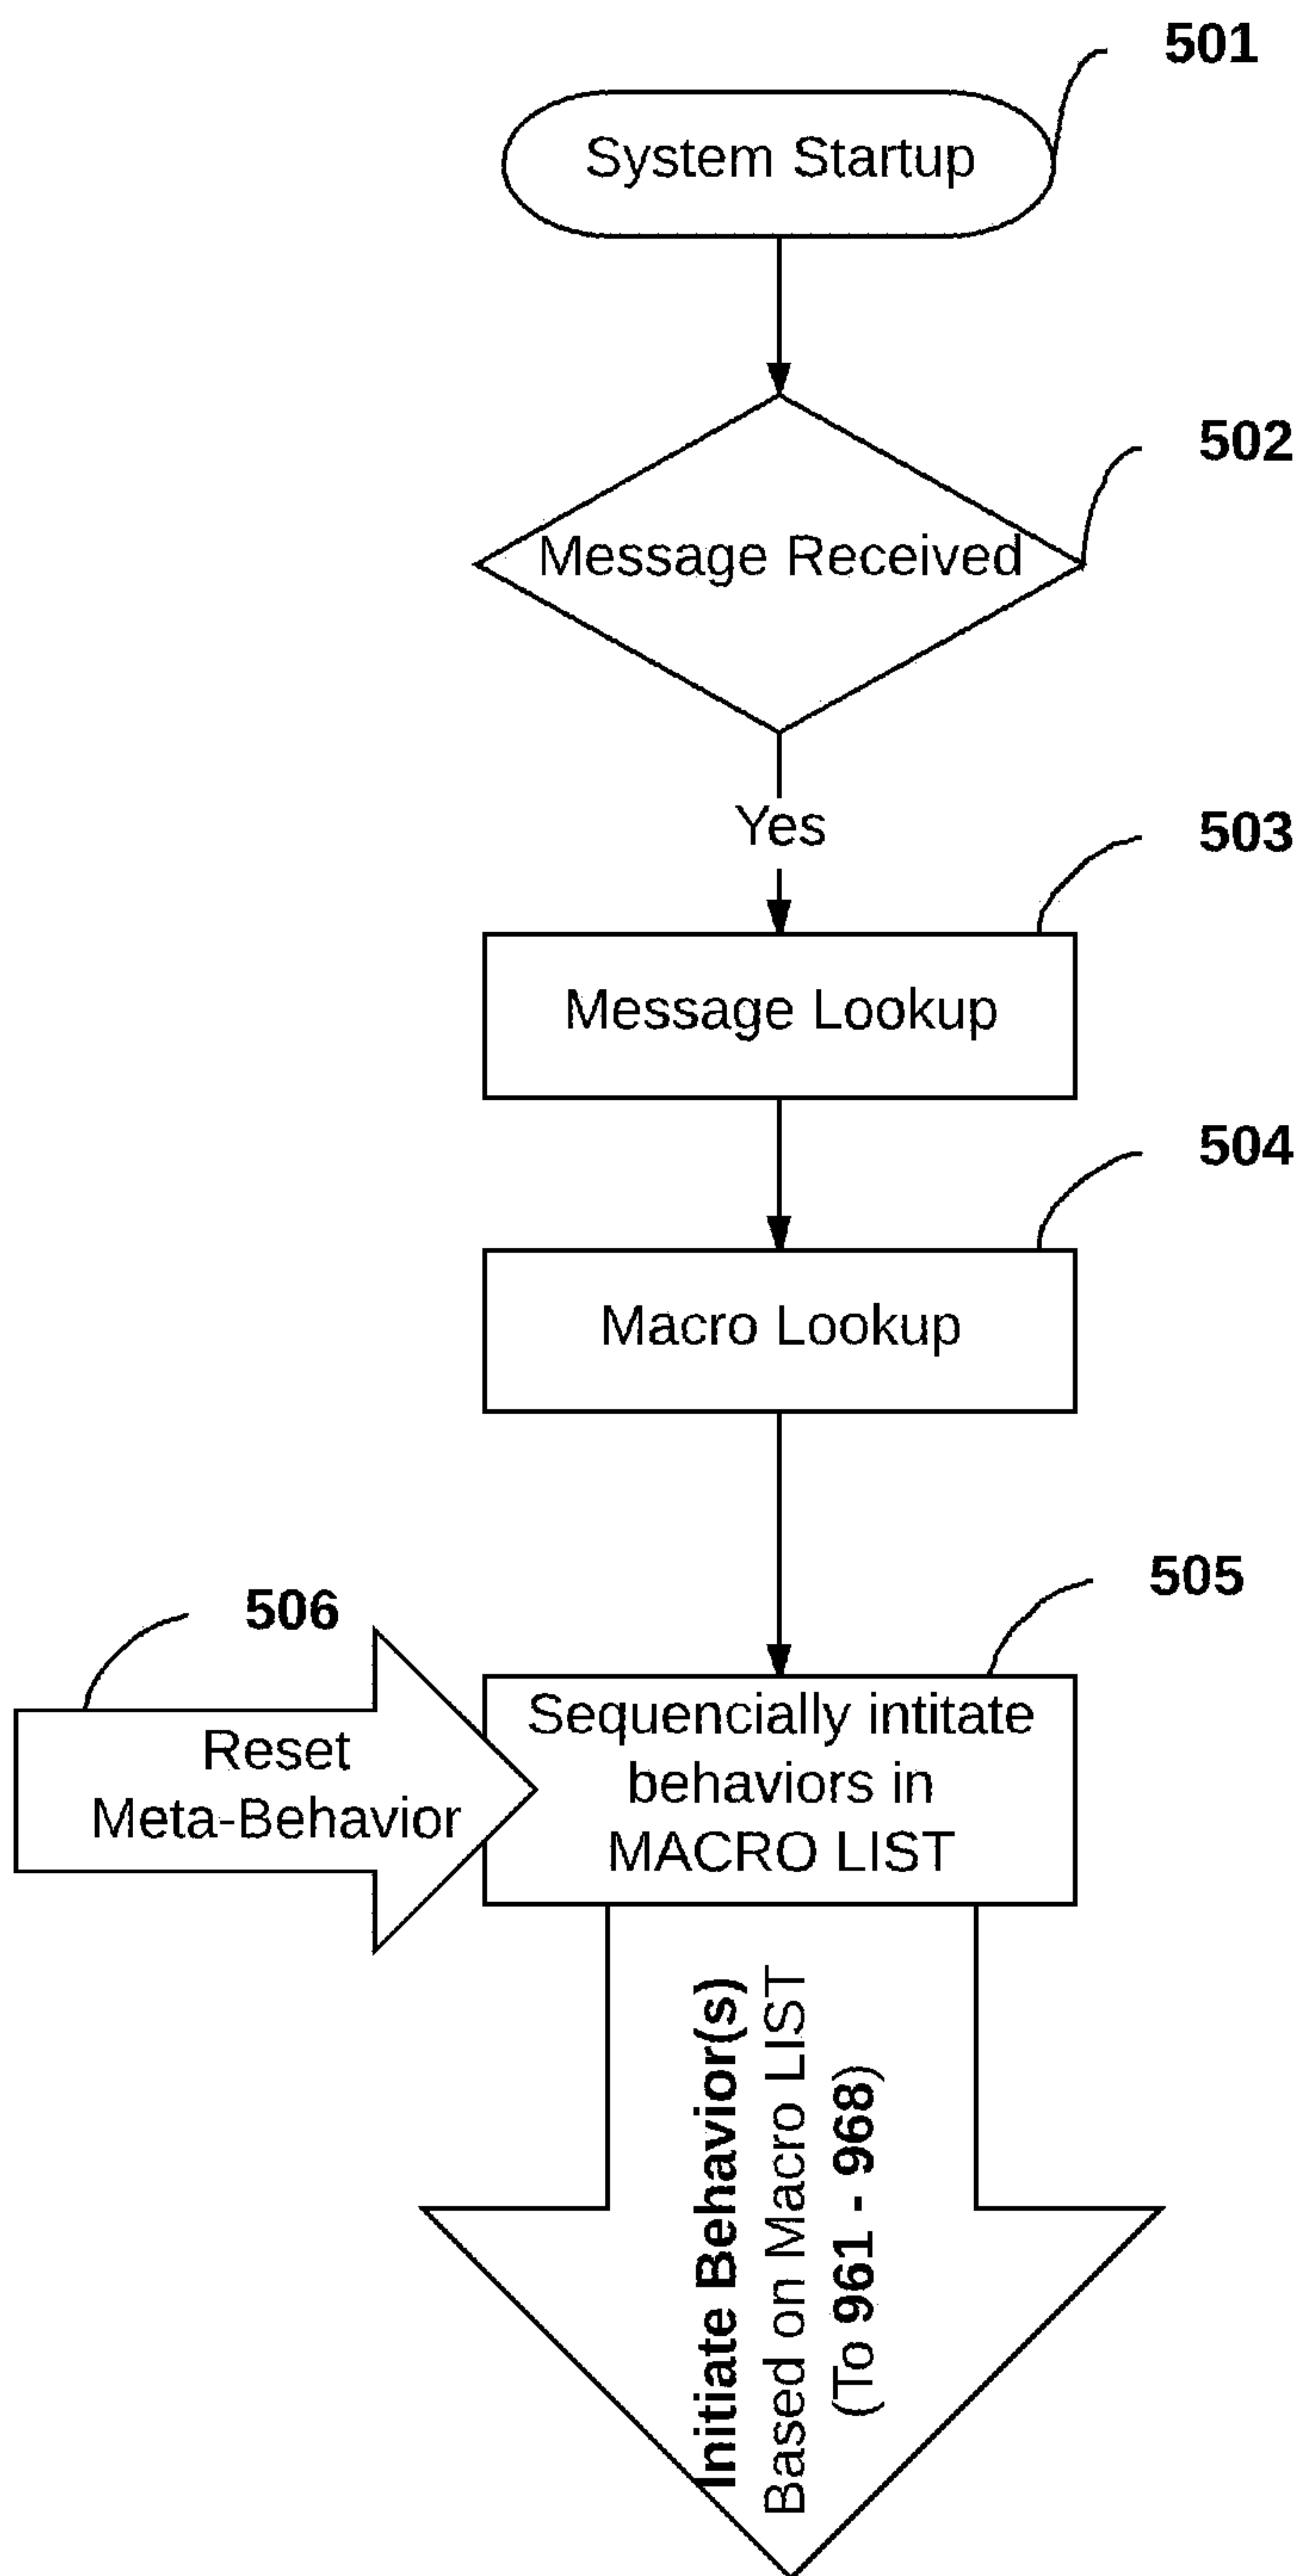 501
System Startup
502
Message Received
Yes
503
Message Lookup
504
Macro Lookup
505
506
Sequencially intitate
behaviors in
MACRO LIST
Reset
Meta-Behavior
Initiate Behavior(s)
Based on Macro LIST
(To 961 - 968)